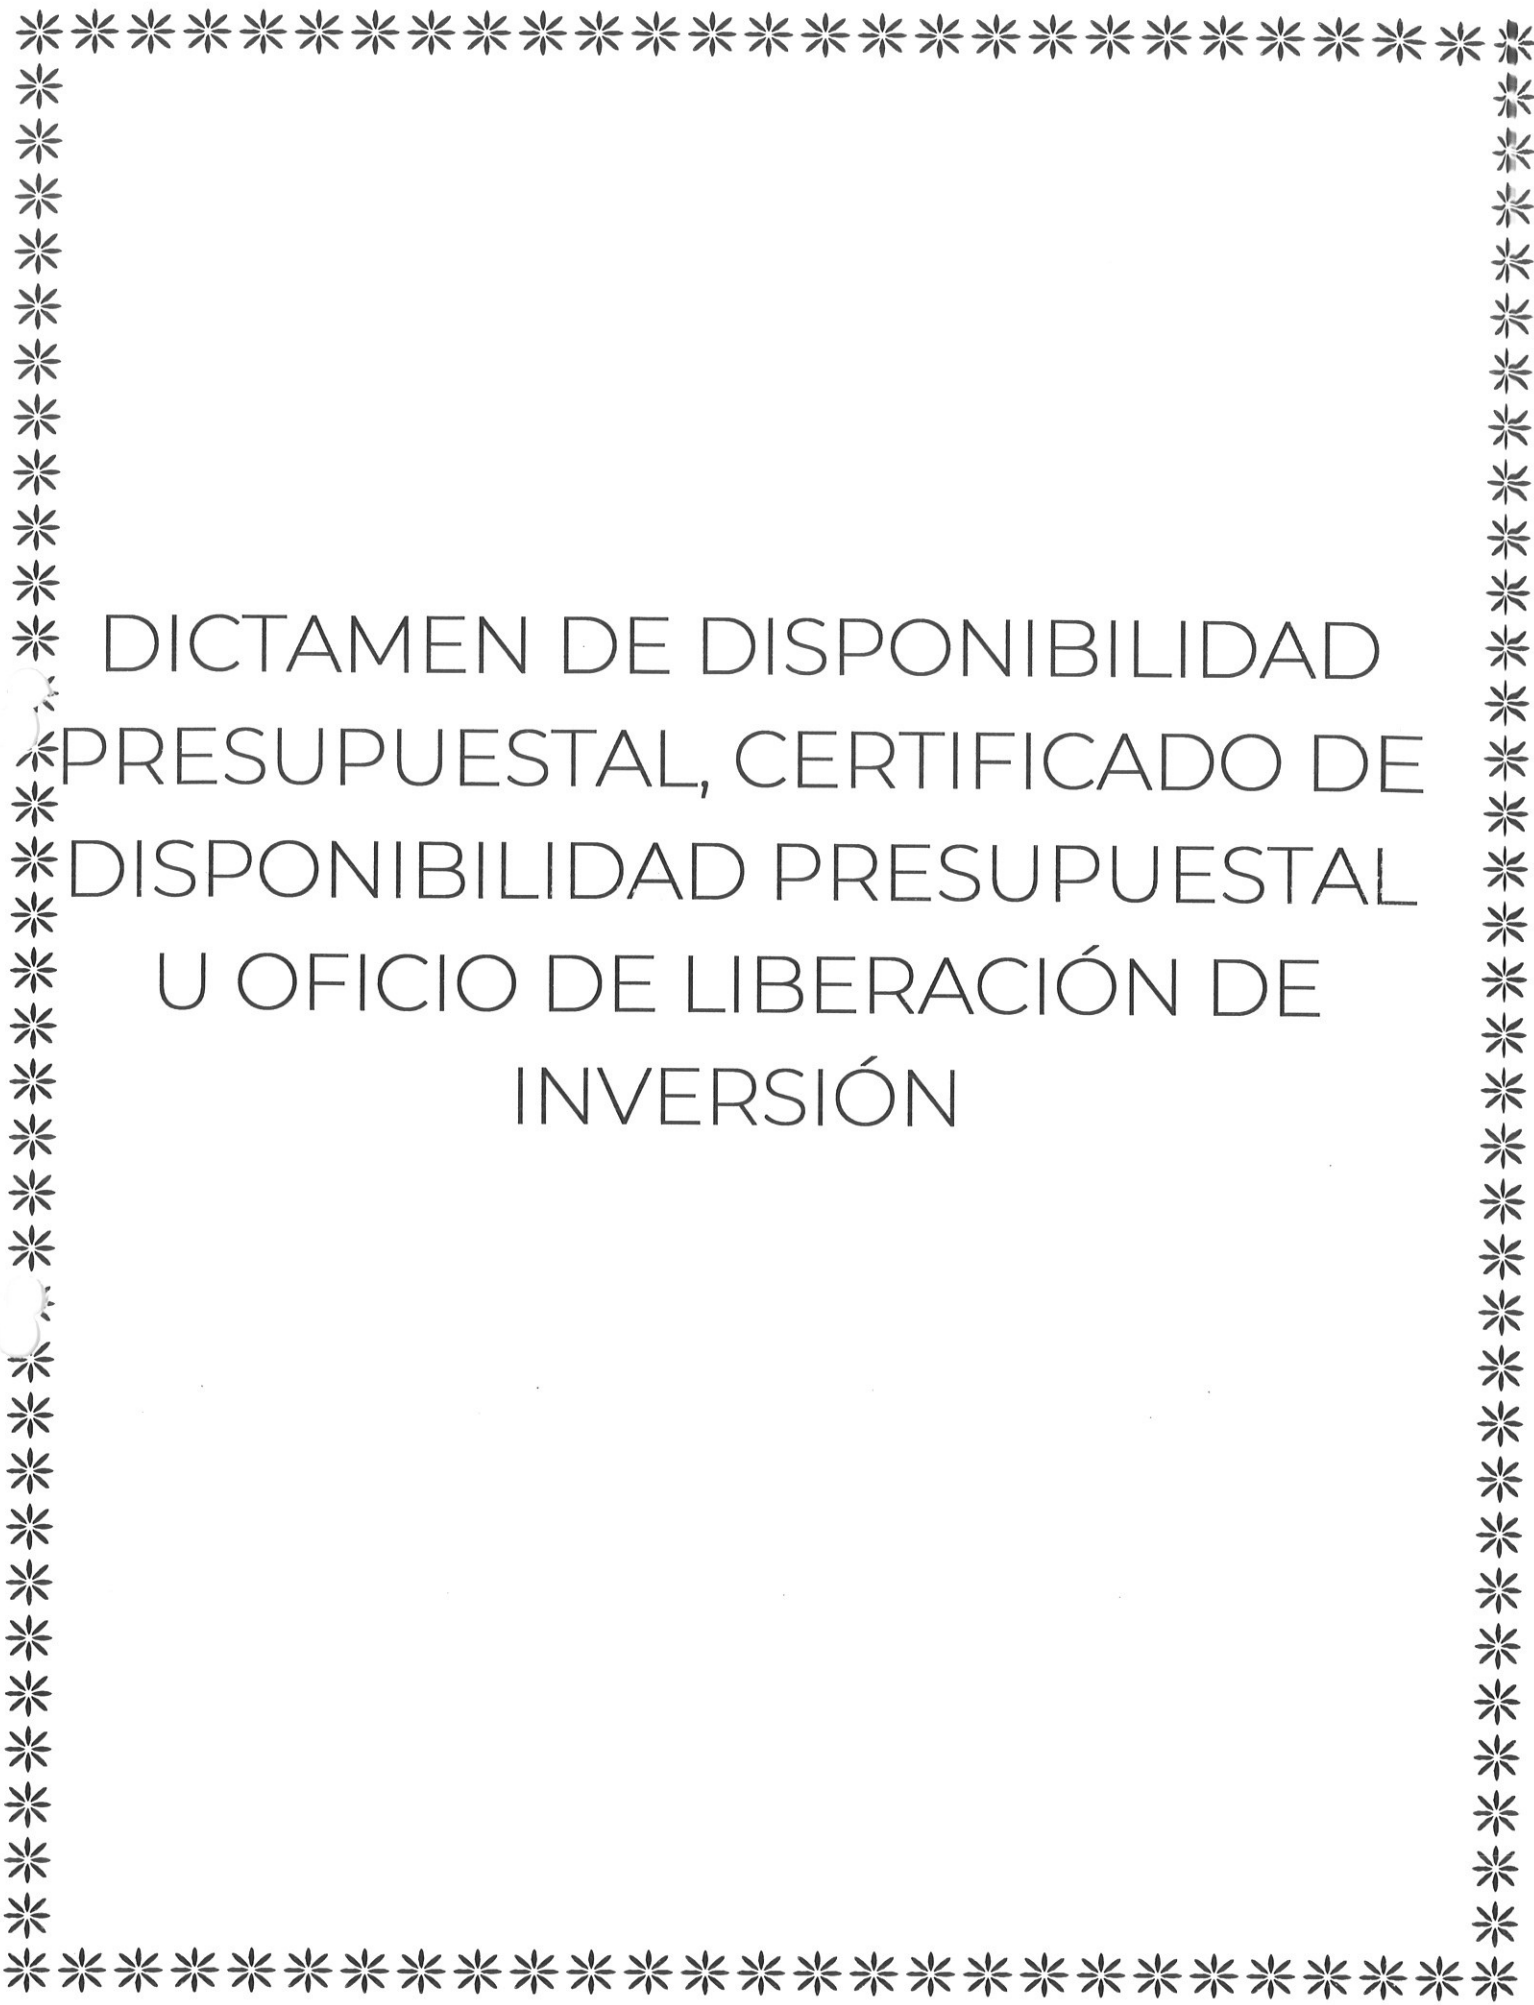 DICTAMEN DE DISPONIBILIDAD
PRESUPUESTAL, CERTIFICADO DE
DISPONIBILIDAD PRESUPUESTAL
U OFICIO DE LIBERACIÓN DE
INVERSIÓN